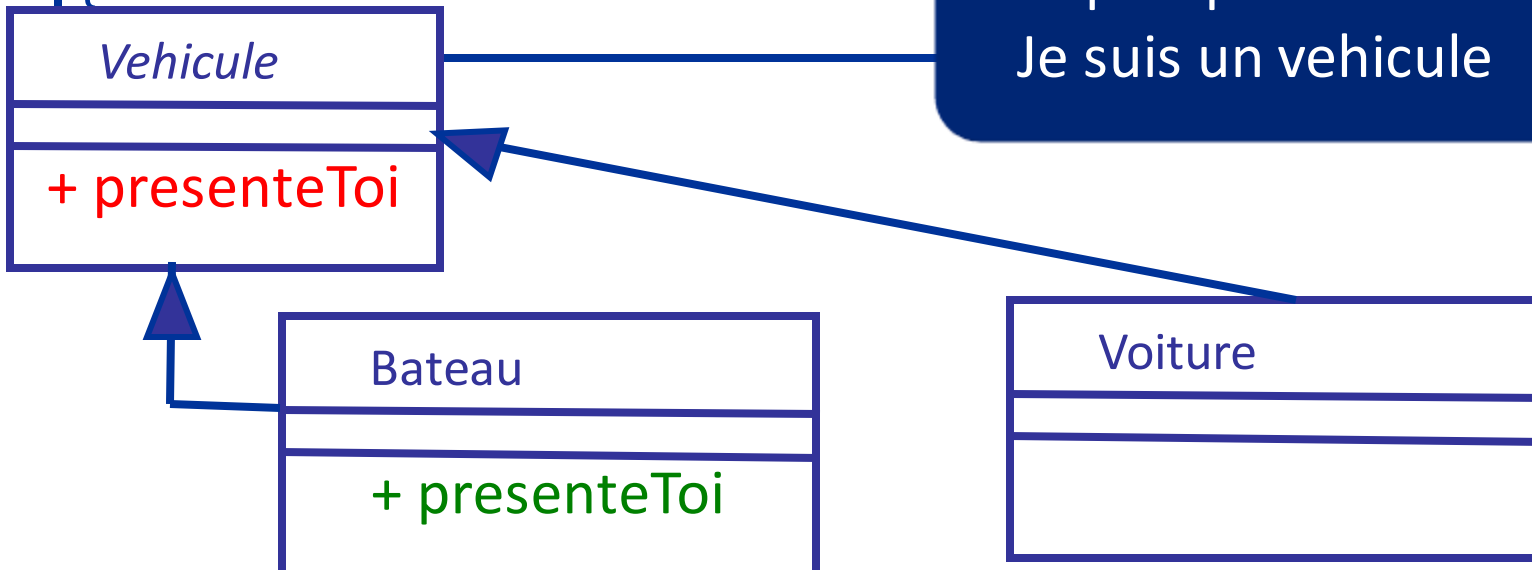 Vehicule
Je suis un vehicule
+ presenteToi
Bateau
Voiture
+ presenteToi